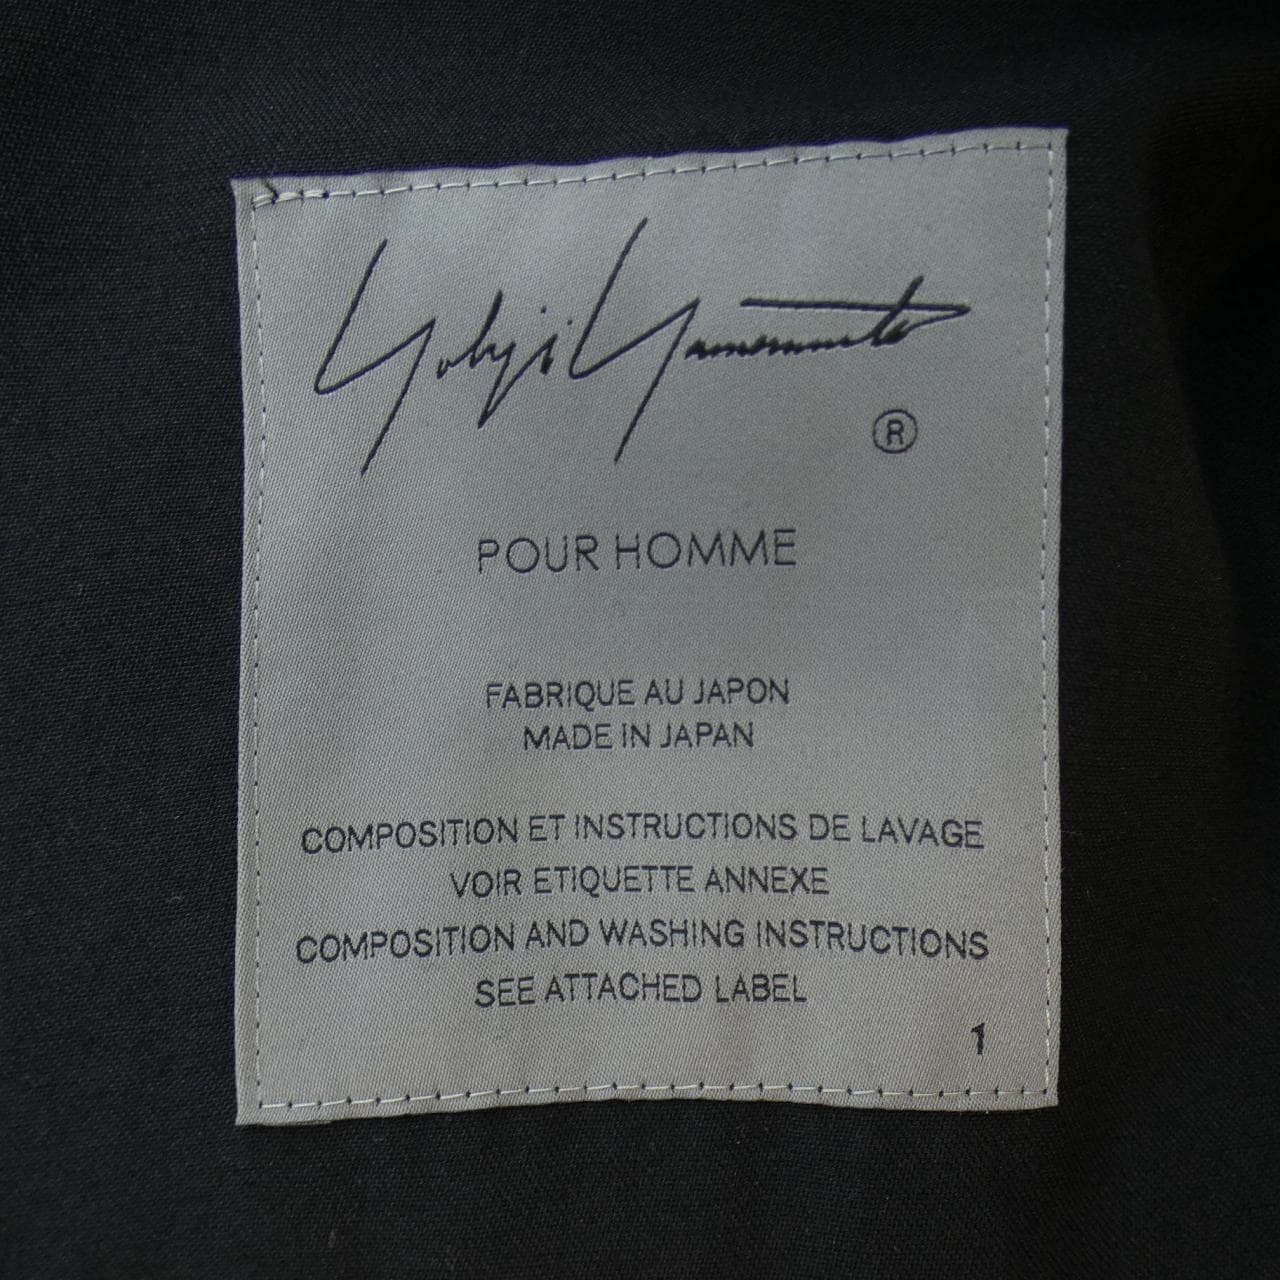 Yohji Yamamoto
®
POUR HOMME
FABRIQUE AU JAPON
MADE IN JAPAN
COMPOSITION ET INSTRUCTIONS DE LAVAGE
VOIR ETIQUETTE ANNEXE
COMPOSITION AND WASHING INSTRUCTIONS
SEE ATTACHED LABEL
1